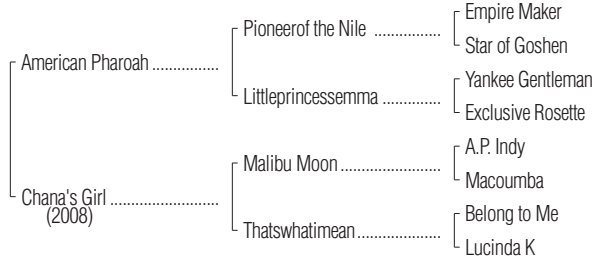 Empire Maker
Pioneerof the Nile ................
Star of Goshen
American Pharoah ................
Yankee Gentleman
Littleprincessemma ..............
Exclusive Rosette
A.P. Indy
Malibu Moon ........................
Macoumba
Chana's Girl ..........................
(2008)
Belong to Me
Thatswhatimean....................
Lucinda K